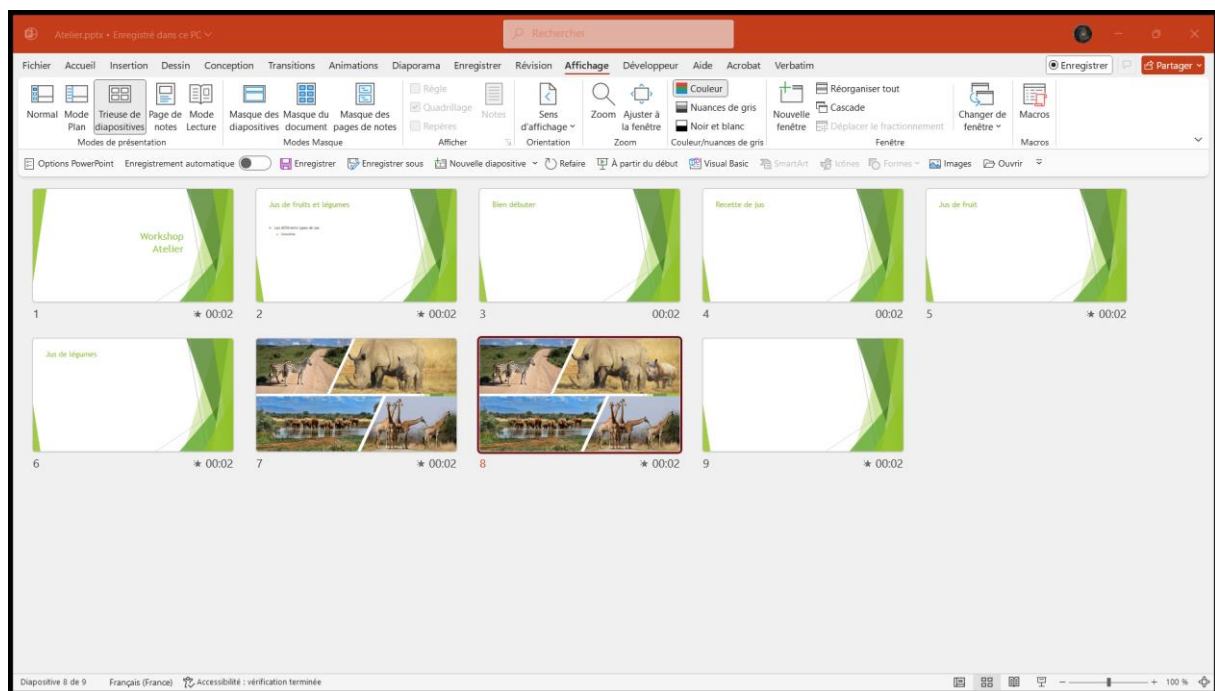 Atelier.pptx • Enregistré dans ce PC
Rechercher
Fichier Accueil Insertion Dessin Conception Transitions Animations Diaporama Enregistrer Révision Affichage Développeur Aide Acrobat Verbatim Enregistrer Partager
Normal
Mode Plan
Trieuse de diapositives
Page de notes
Mode Lecture
Modes de présentation
Masque des diapositives
Masque du document
Masque des pages de notes
Modes Masque
Règle
Quadrillage
Repères
Notes
Afficher
Sens d'affichage
Orientation
Zoom
Ajuster à la fenêtre
Zoom
Couleur
Nuances de gris
Noir et blanc
Couleur/nuances de gris
Nouvelle fenêtre
Réorganiser tout
Cascade
Déplacer le fractionnement
Fenêtre
Changer de fenêtre
Macros
Macros
Options PowerPoint Enregistrement automatique Enregistrer Enregistrer sous Nouvelle diapositive Refaire À partir du début Visual Basic SmartArt Icônes Formes Images Ouvrir
Workshop
Atelier
1 00:02
Jus de fruits et légumes
Les différents types de jus
2 00:02
Bien débuter
3 00:02
Recette de jus
4 00:02
Jus de fruit
5 00:02
Jus de légumes
6 00:02
7 00:02
8 00:02
9 00:02
Diapositive 8 de 9 Français (France) Accessibilité : vérification terminée 100 %